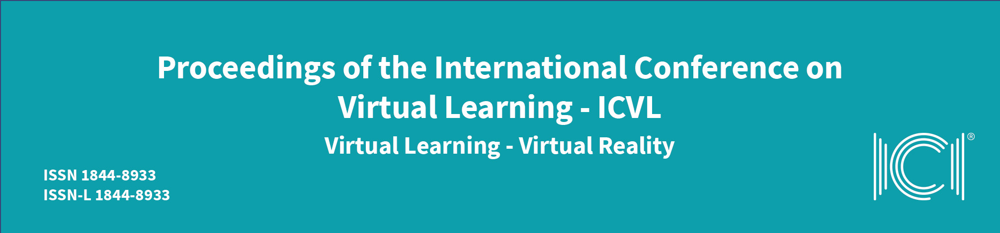 Proceedings of the International Conference on
Virtual Learning - ICVL
Virtual Learning - Virtual Reality
ISSN 1844-8933
ISSN-L 1844-8933
ICI®